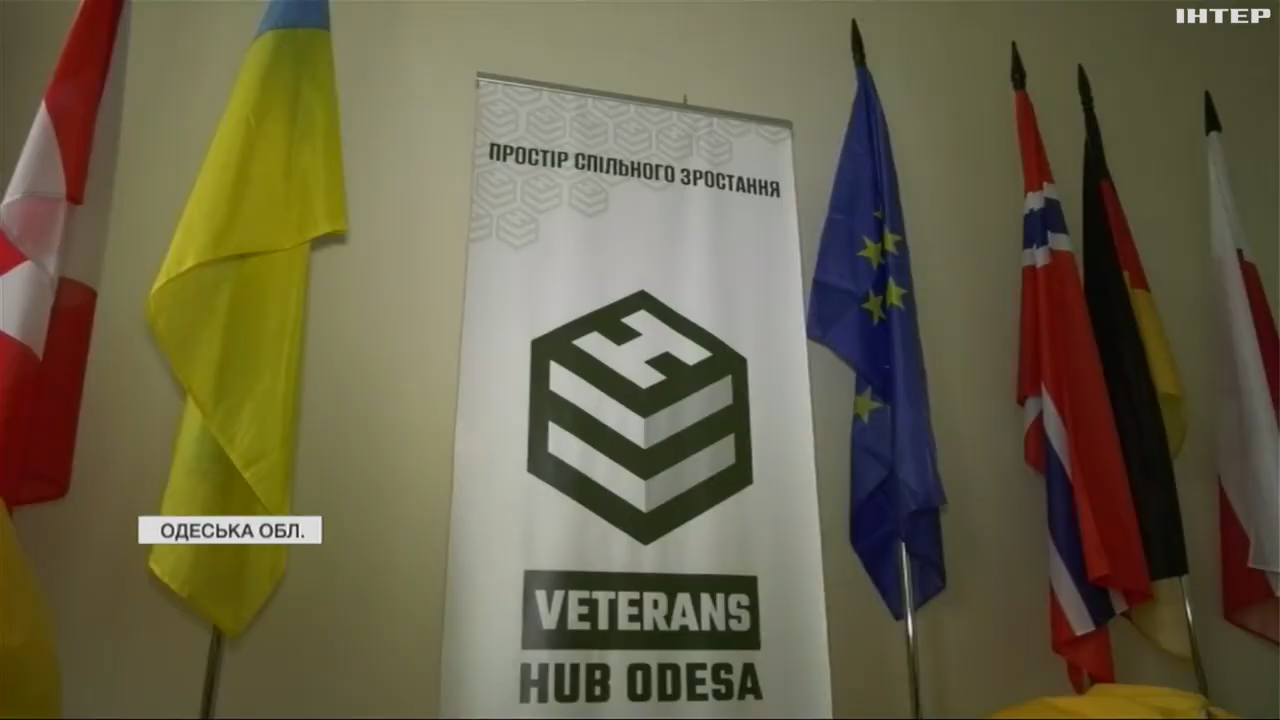 ІНТЕР
ПРОСТІР СПІЛЬНОГО ЗРОСТАННЯ
H
ОДЕСЬКА ОБЛ.
VETERANS
HUB ODESA